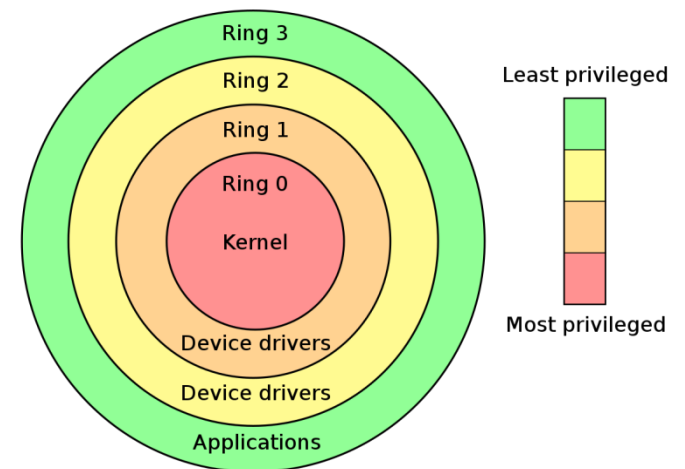 Ring 3
Ring 2
Ring 1
Ring 0
Kernel
Device drivers
Device drivers
Applications
Least privileged
Most privileged